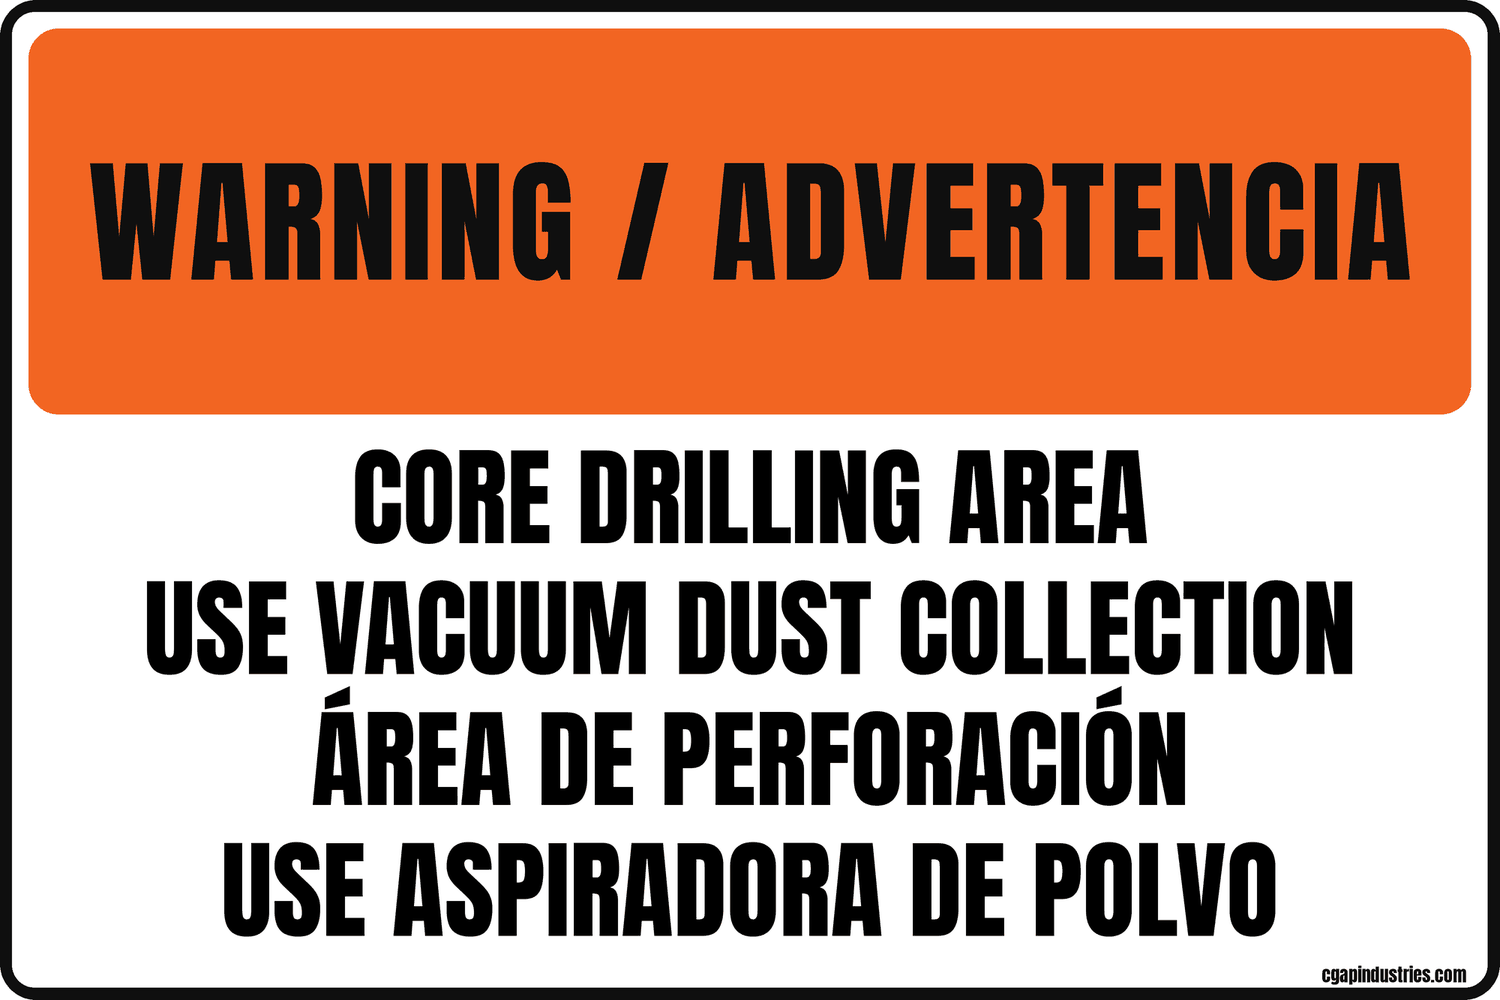 WARNING / ADVERTENCIA
CORE DRILLING AREA
USE VACUUM DUST COLLECTION
ÁREA DE PERFORACIÓN
USE ASPIRADORA DE POLVO
cgapindustries.com